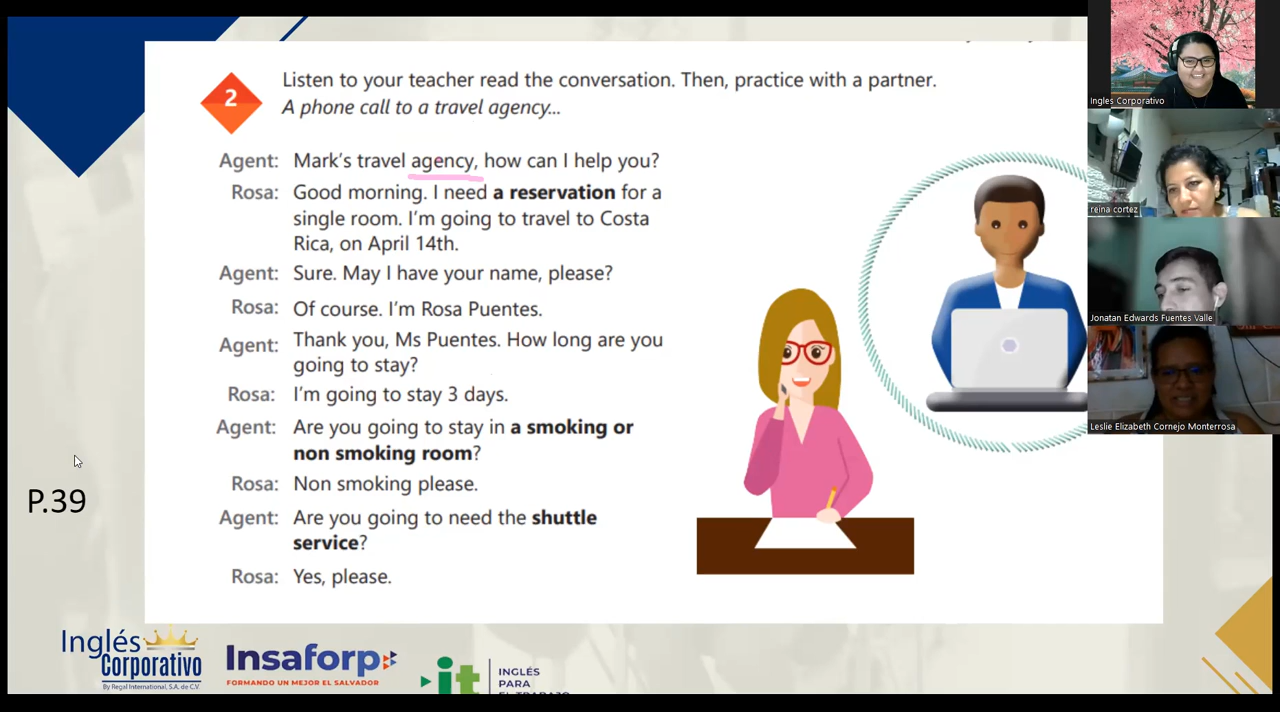 2
Listen to your teacher read the conversation. Then, practice with a partner.
A phone call to a travel agency...
Agent: Mark's travel agency, how can I help you?
Rosa: Good morning. I need a reservation for a
single room. I'm going to travel to Costa
Rica, on April 14th.
Agent: Sure. May I have your name, please?
Rosa: Of course. I'm Rosa Puentes.
Agent: Thank you, Ms Puentes. How long are you
going to stay?
Rosa: I'm going to stay 3 days.
Agent: Are you going to stay in a smoking or
non smoking room?
Rosa: Non smoking please.
Agent: Are you going to need the shuttle
service?
Rosa: Yes, please.
P.39
Inglés
Corporativo
By Regal International, S.A. de C.V.
Insaforp
FORMANDO UN MEJOR EL SALVADOR
it
INGLÉS
PARA
EL TRABAJO
Ingles Corporativo
reina cortez
Jonatan Edwards Fuentes Valle
Leslie Elizabeth Cornejo Monterrosa